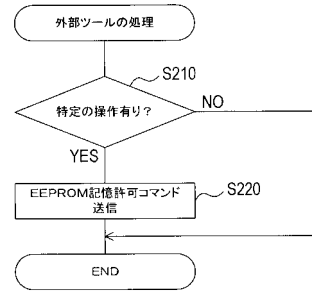 外部ツールの処理
S210
特定の操作有り?
NO
YES
EEPROM記憶許可コマンド
送信
S220
END